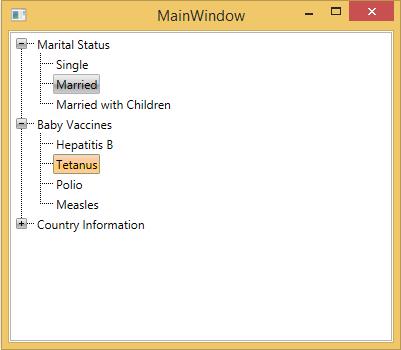 MainWindow
Marital Status
Single
Married
Married with Children
Baby Vaccines
Hepatitis B
Tetanus
Polio
Measles
Country Information